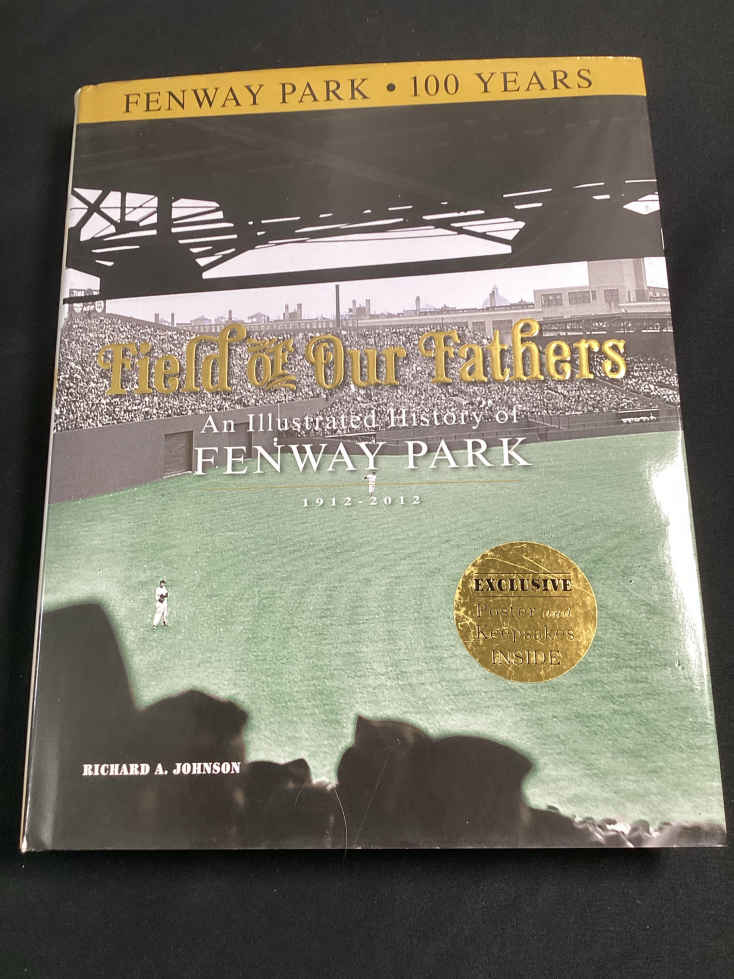 FENWAY PARK • 100 YEARS
Field of Our Fathers
An Illustrated History of
FENWAY PARK
1912-2012
EXCLUSIVE
Poster and
Keepsakes
INSIDE
RICHARD A. JOHNSON